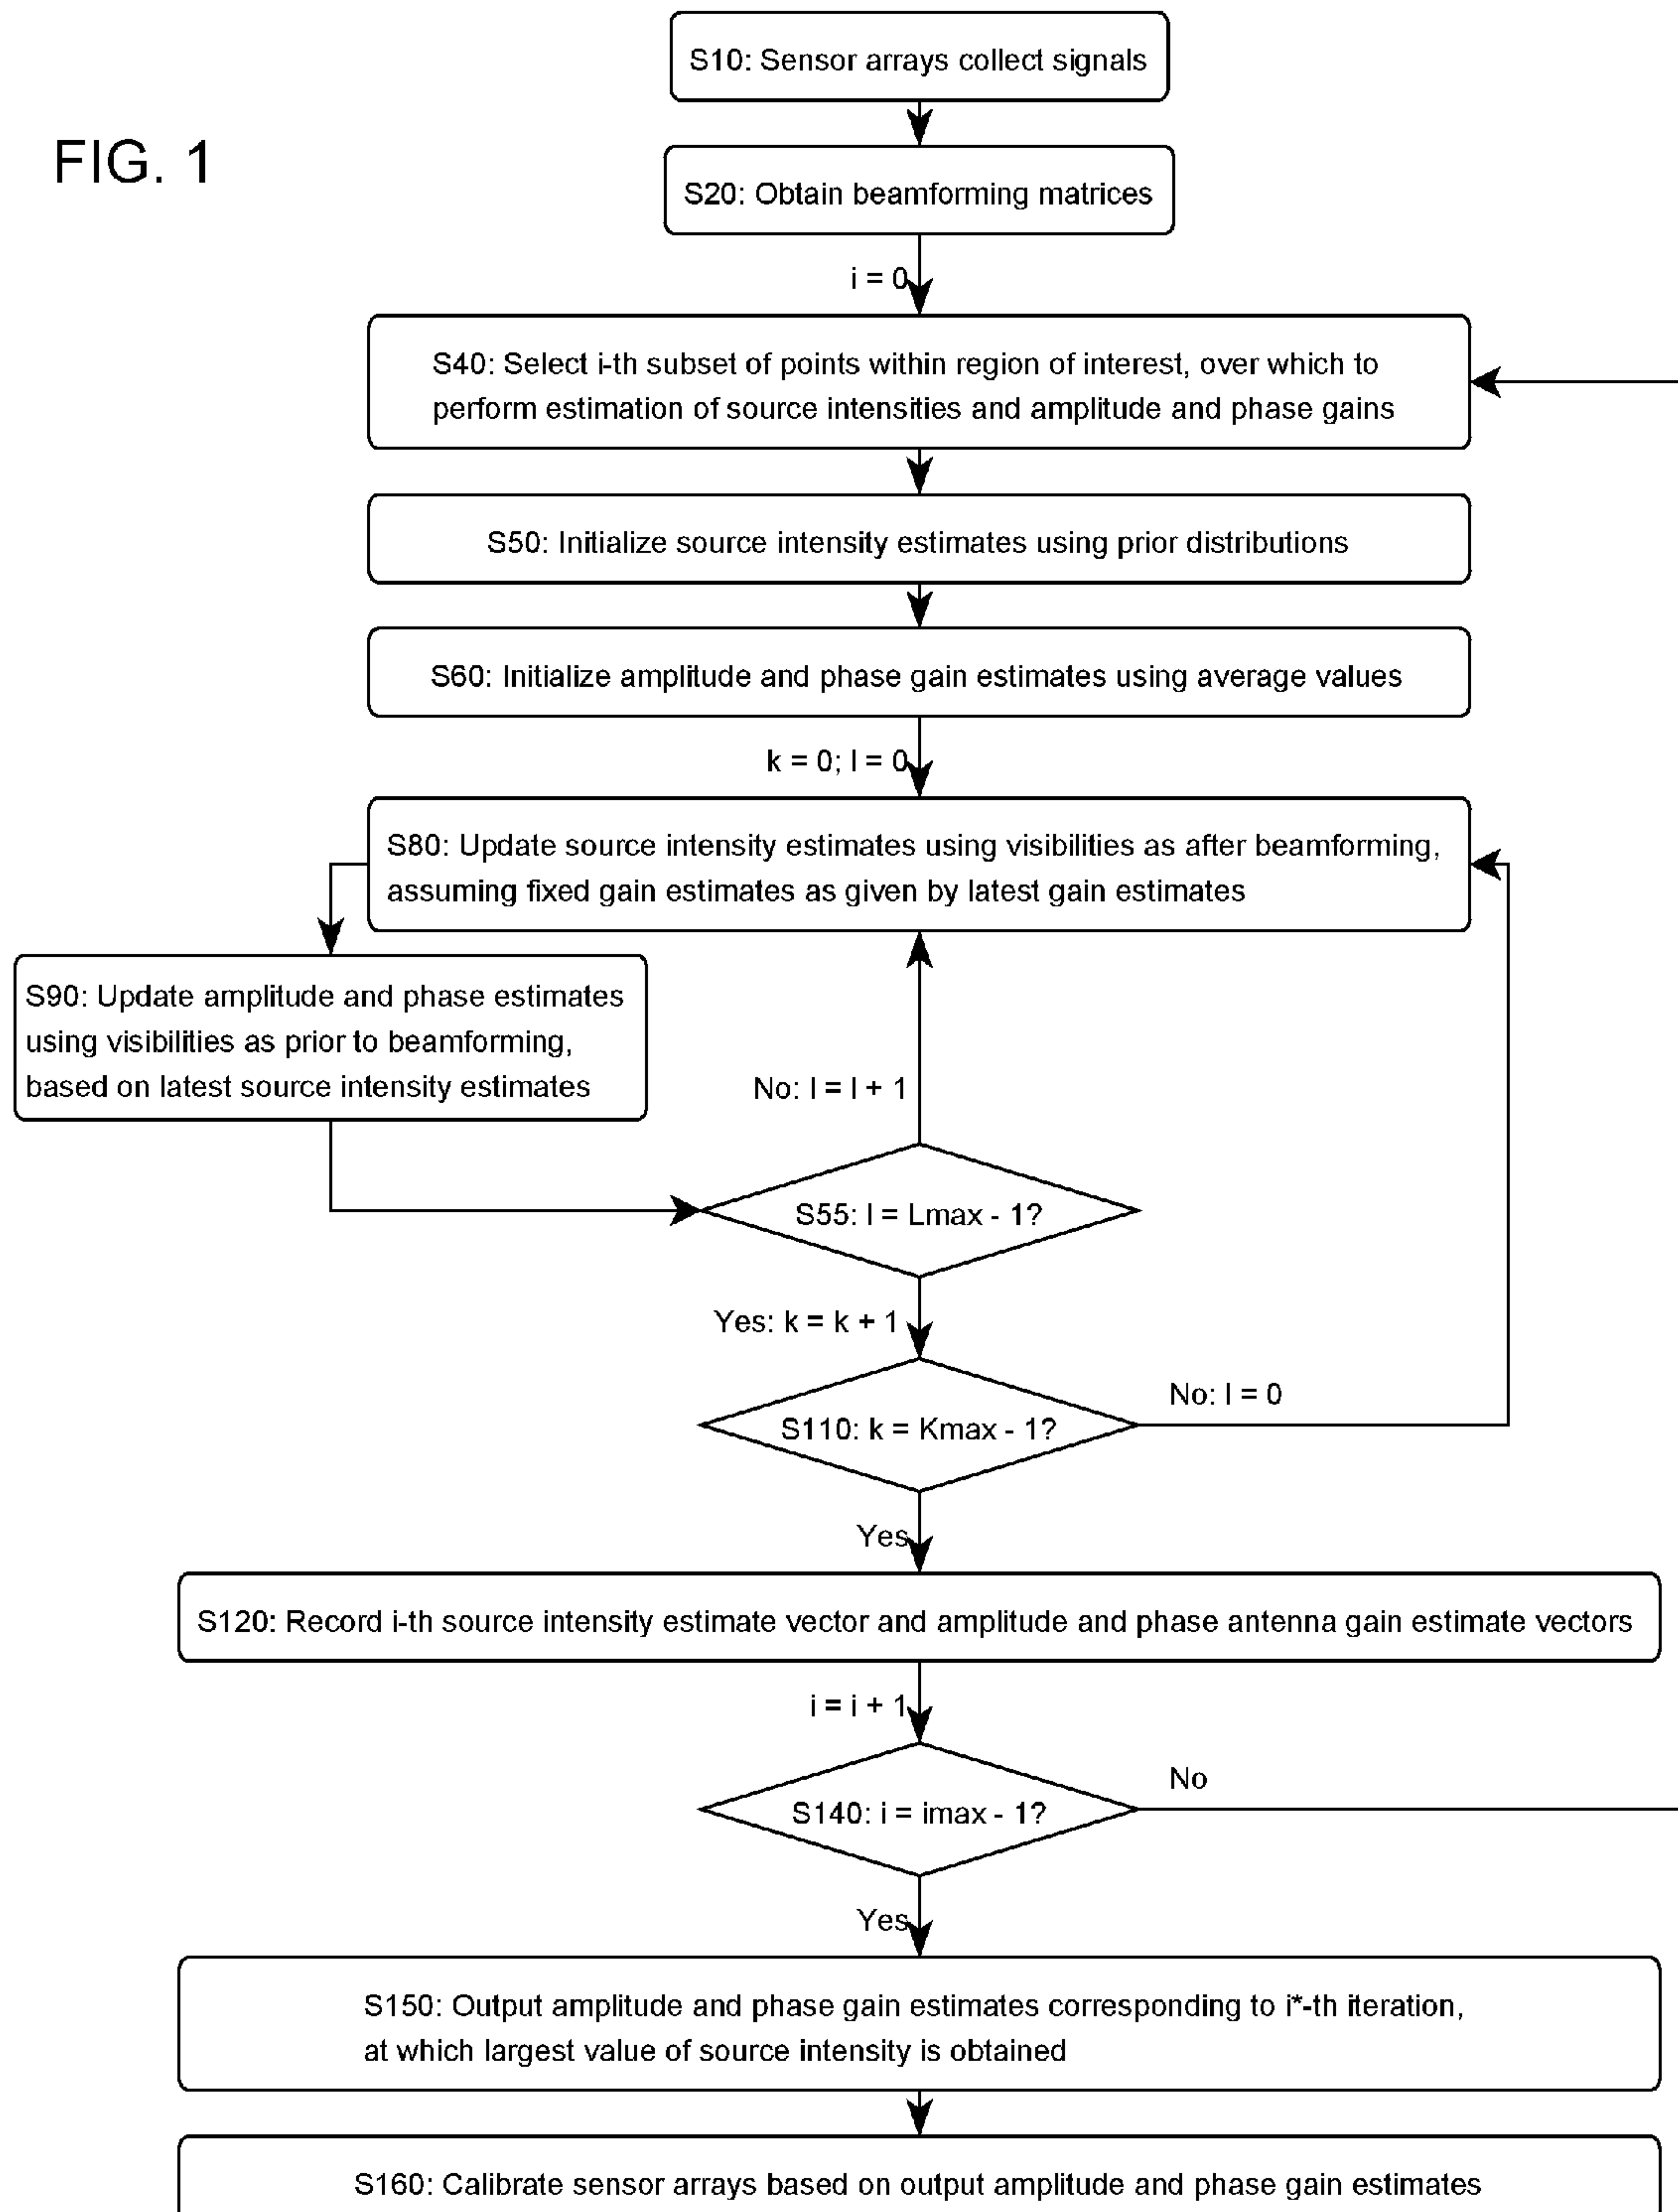 S10: Sensor arrays collect signals
FIG. 1
S20: Obtain beamforming matrices
i = 0
S40: Select i-th subset of points within region of interest, over which to
perform estimation of source intensities and amplitude and phase gains
S50: Initialize source intensity estimates using prior distributions
S60: Initialize amplitude and phase gain estimates using average values
k = 0; l = 0
S80: Update source intensity estimates using visibilities as after beamforming,
assuming fixed gain estimates as given by latest gain estimates
S90: Update amplitude and phase estimates
using visibilities as prior to beamforming,
based on latest source intensity estimates
No: l = l + 1
S55: l = Lmax - 1?
Yes: k = k + 1
No: l = 0
S110: k = Kmax - 1?
Yes
S120: Record i-th source intensity estimate vector and amplitude and phase antenna gain estimate vectors
i = i + 1
No
S140: i = imax - 1?
Yes
S150: Output amplitude and phase gain estimates corresponding to i*-th iteration,
at which largest value of source intensity is obtained
S160: Calibrate sensor arrays based on output amplitude and phase gain estimates